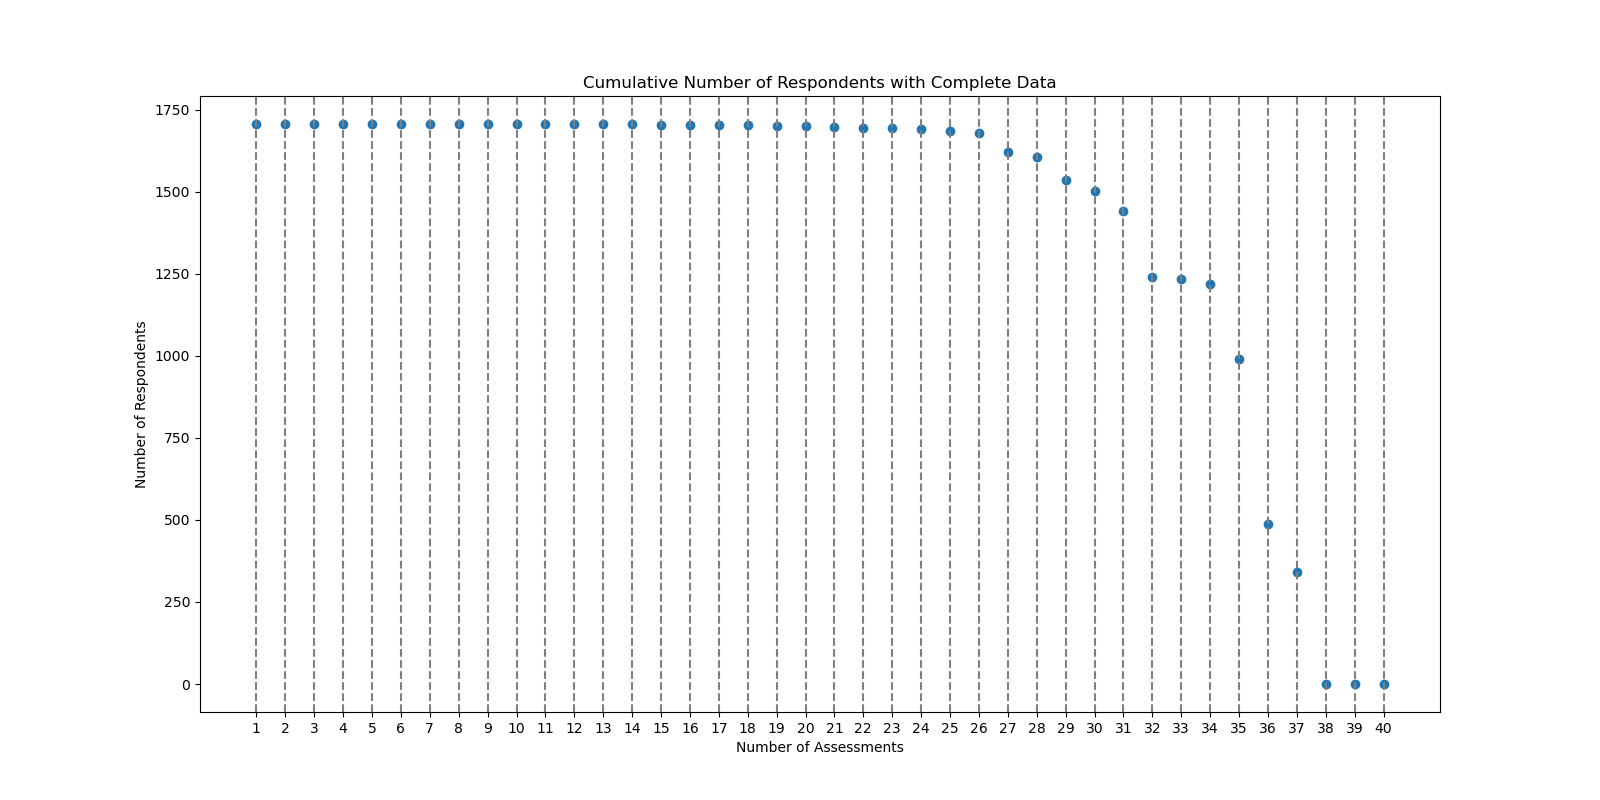 Cumulative Number of Respondents with Complete Data
1750
1500
1250
1000
750
500
250
0
Number of Respondents
1 2 3 4 5 6 7 8 9 10 11 12 13 14 15 16 17 18 19 20 21 22 23 24 25 26 27 28 29 30 31 32 33 34 35 36 37 38 39 40
Number of Assessments